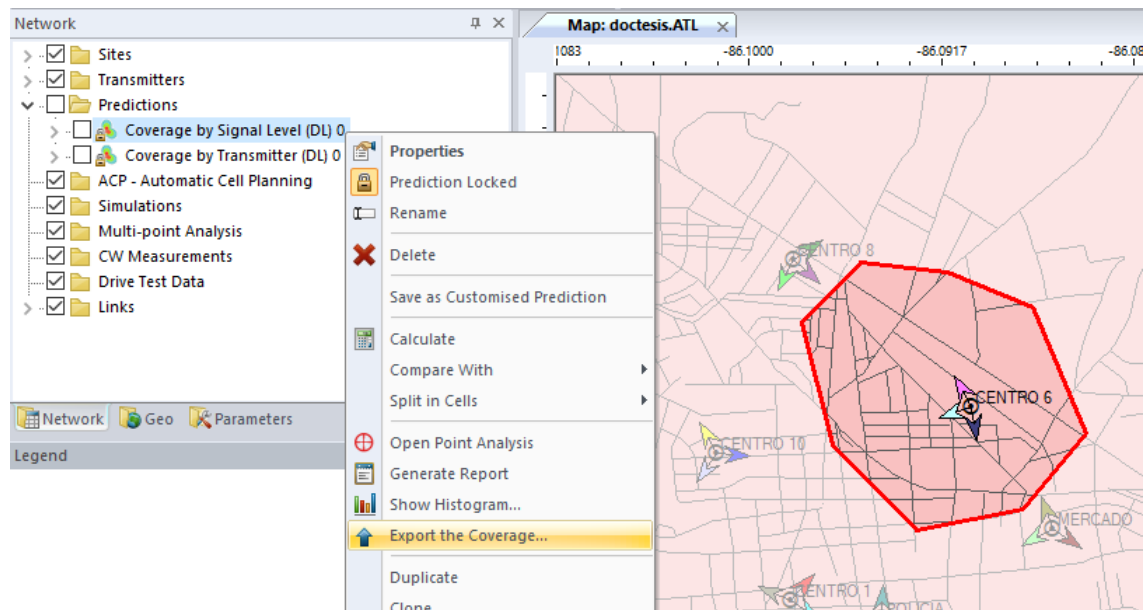 Network
Sites
Transmitters
Predictions
Coverage by Signal Level (DL) 0
Coverage by Transmitter (DL) 0
ACP - Automatic Cell Planning
Simulations
Multi-point Analysis
CW Measurements
Drive Test Data
Links
Network Geo Parameters
Legend
Properties
Prediction Locked
Rename
Delete
Save as Customised Prediction
Calculate
Compare With
Split in Cells
Open Point Analysis
Generate Report
Show Histogram...
Export the Coverage...
Duplicate
Clone
Map: doctesis.ATL
1083 -86.1000 -86.0917 -86.08
CENTRO 8
CENTRO 6
CENTRO 10
MERCADO
CENTRO 1
POLICIA